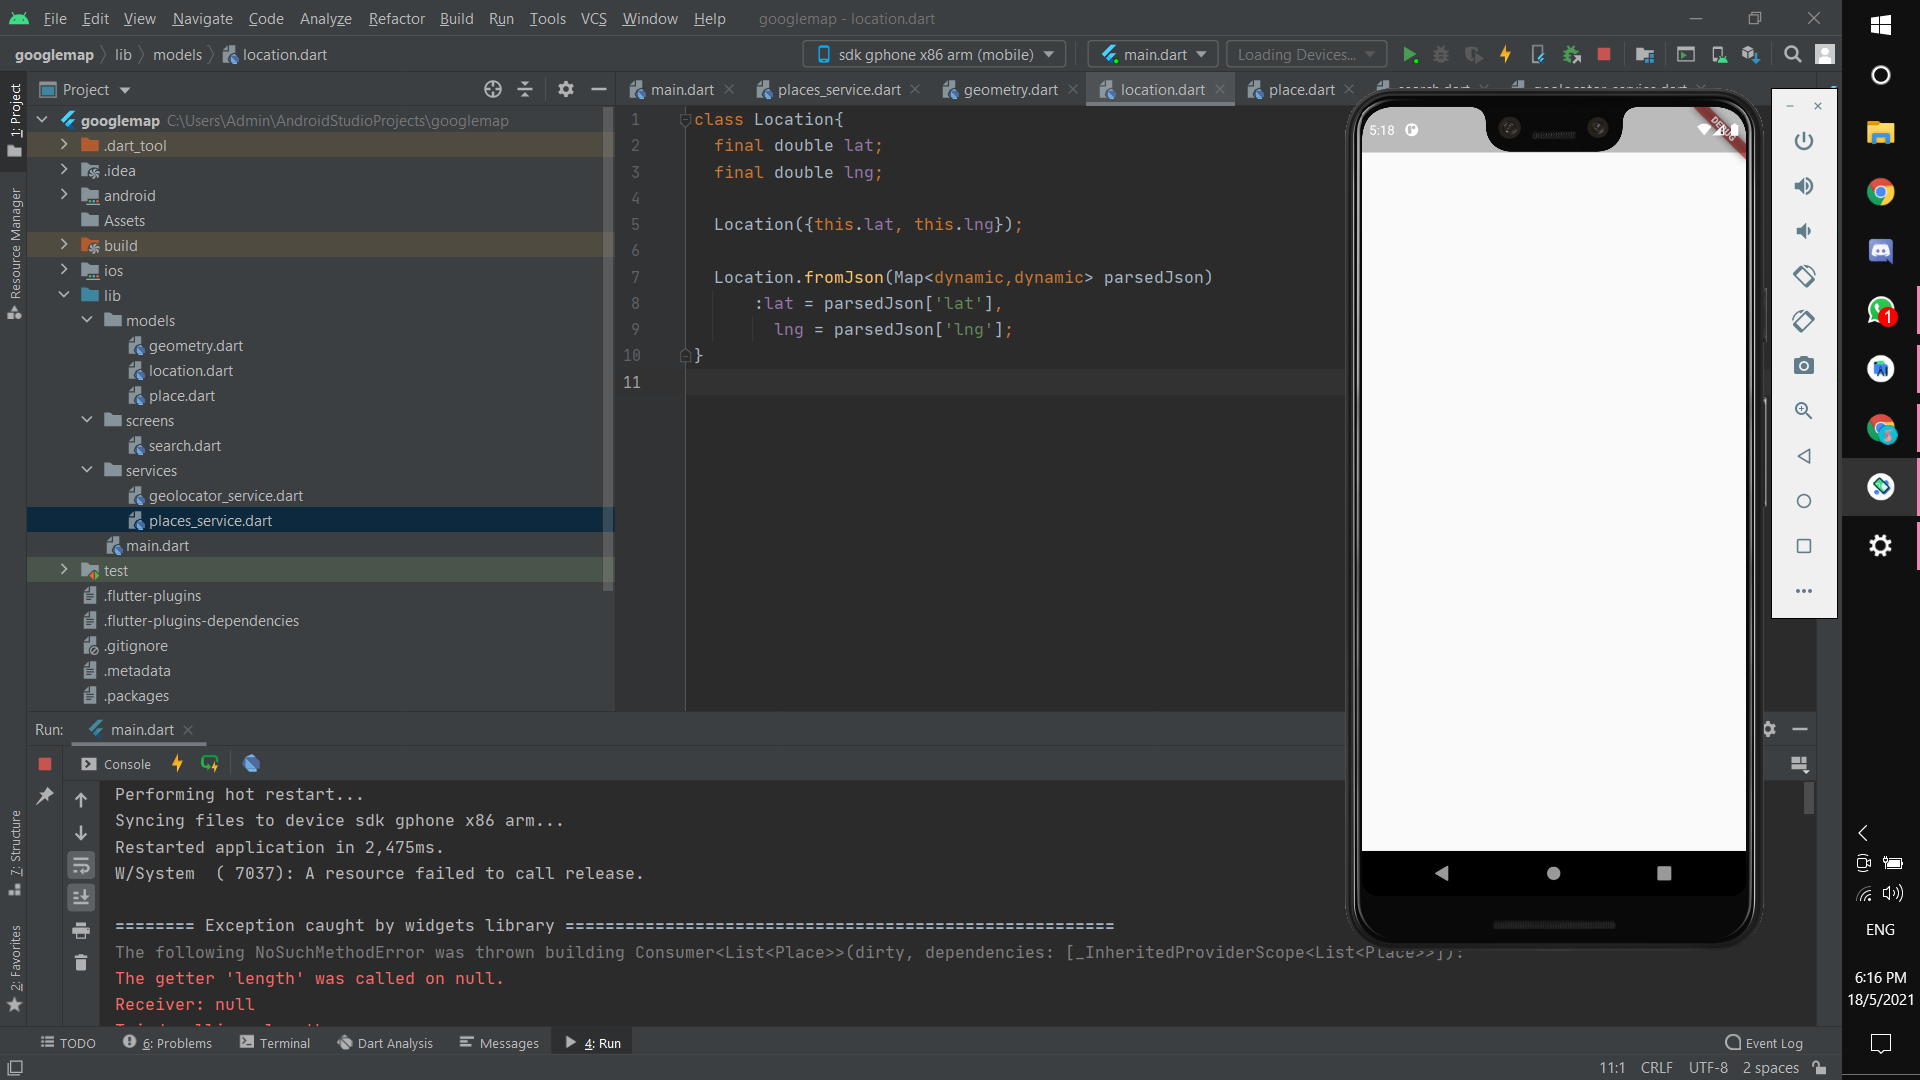 File Edit View Navigate Code Analyze Refactor Build Run Tools VCS Window Help googlemap - location.dart
googlemap lib models location.dart
sdk gphone x86 arm (mobile) main.dart Loading Devices...
Project
main.dart places_service.dart geometry.dart location.dart place.dart search.dart geolocator_service.dart
1: Project
Resource Manager
7: Structure
2: Favorites
googlemap C:\Users\Admin\AndroidStudioProjects\googlemap
.dart_tool
.idea
android
Assets
build
ios
lib
models
geometry.dart
location.dart
place.dart
screens
search.dart
services
geolocator_service.dart
places_service.dart
main.dart
test
.flutter-plugins
.flutter-plugins-dependencies
.gitignore
.metadata
.packages
1 class Location{
2 final double lat;
3 final double lng;
4
5 Location({this.lat, this.lng});
6
7 Location.fromJson(Map<dynamic,dynamic> parsedJson)
8 :lat = parsedJson['lat'],
9 lng = parsedJson['lng'];
10 }
11
5:18
DEBUG
Run: main.dart
Console
Performing hot restart...
Syncing files to device sdk gphone x86 arm...
Restarted application in 2,475ms.
W/System  ( 7037): A resource failed to call release.
======== Exception caught by widgets library =======================================================
The following NoSuchMethodError was thrown building Consumer<List<Place>>(dirty, dependencies: [_InheritedProviderScope<List<Place>>]):
The getter 'length' was called on null.
Receiver: null
TODO 6: Problems Terminal Dart Analysis Messages 4: Run Event Log
11:1 CRLF UTF-8 2 spaces
1
ENG
6:16 PM
18/5/2021